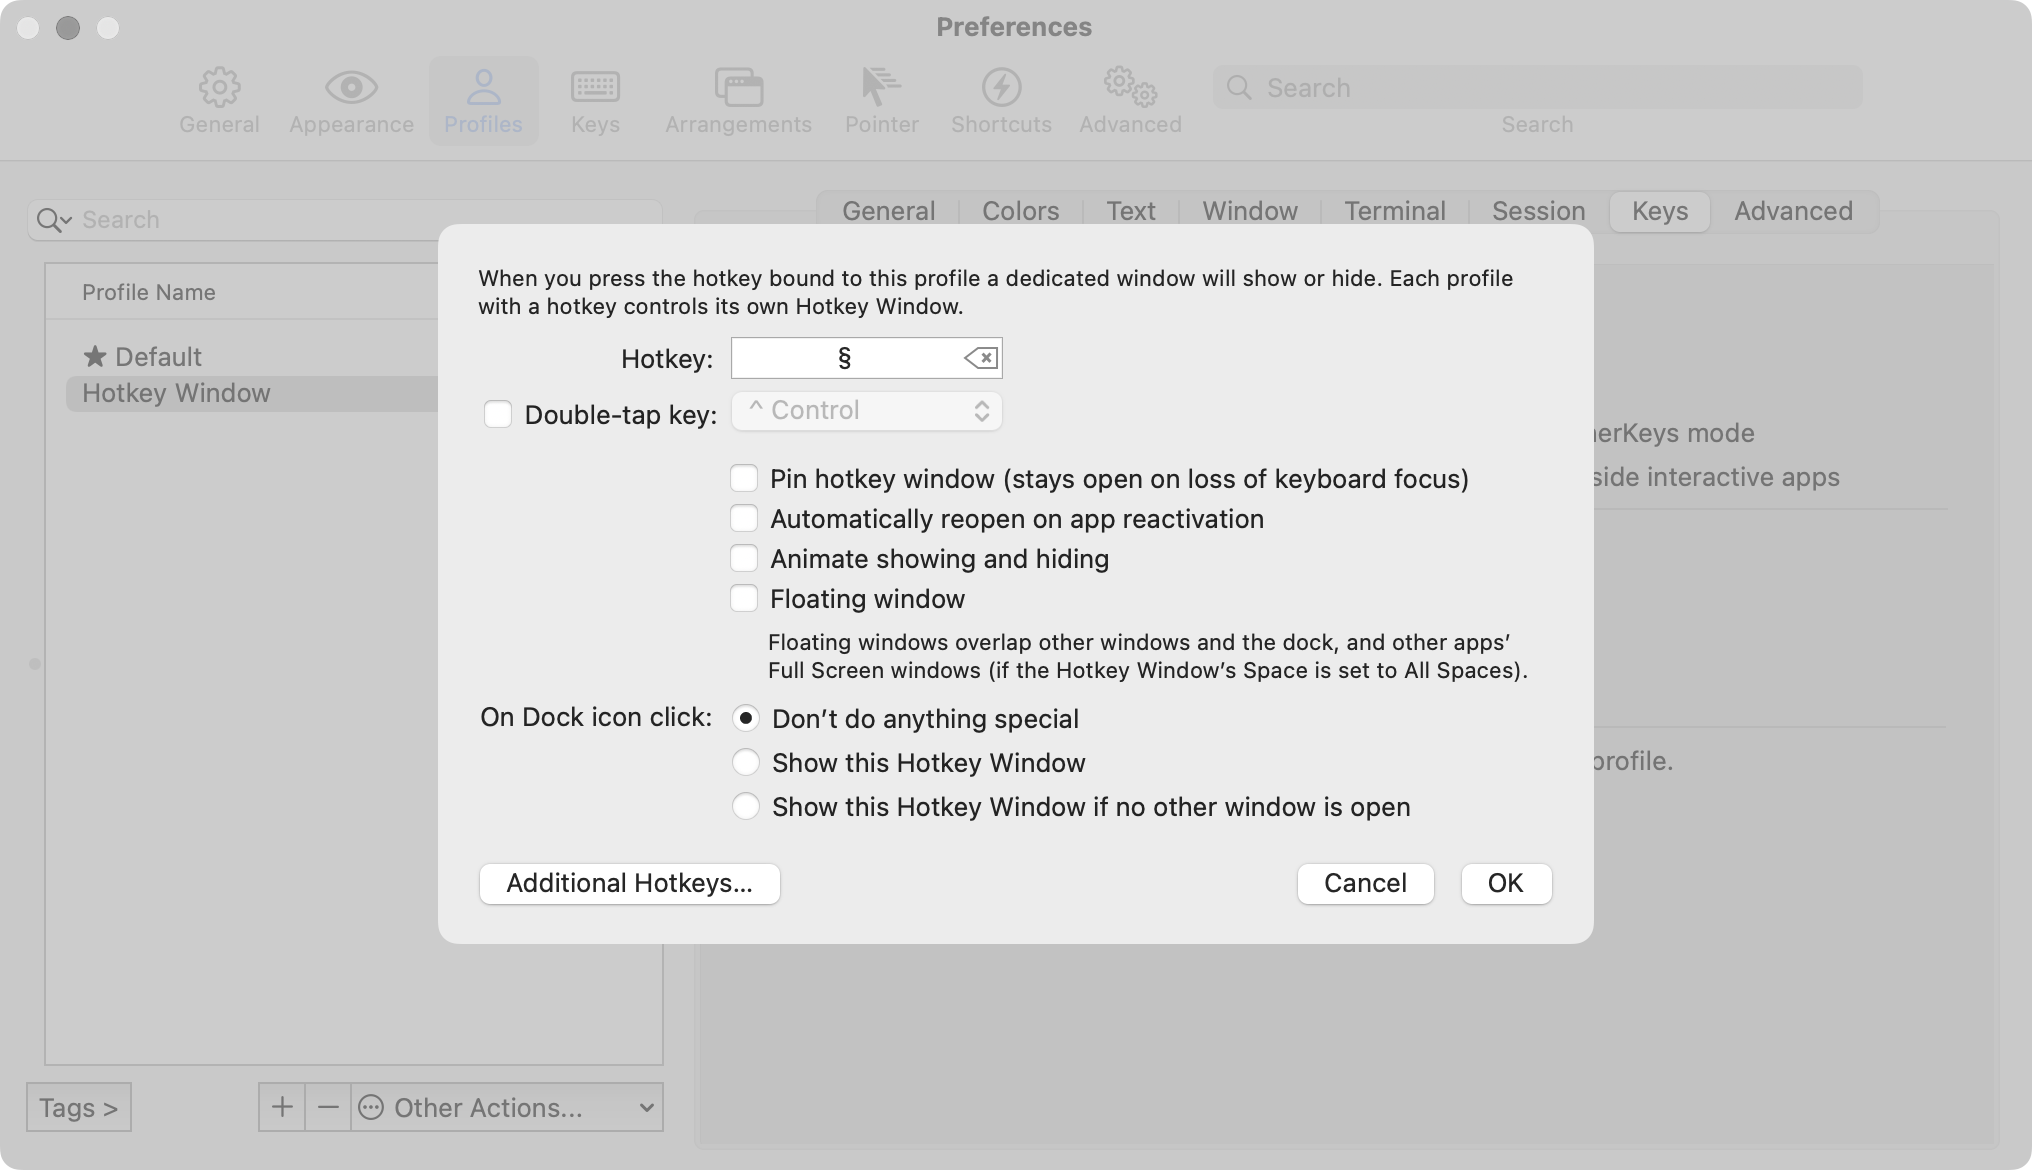 Preferences
General
Appearance
Profiles
Keys
Arrangements
Pointer
Shortcuts
Advanced
Search
Search
Search
General
Colors
Text
Window
Terminal
Session
Keys
Advanced
Profile Name
★ Default
Hotkey Window
When you press the hotkey bound to this profile a dedicated window will show or hide. Each profile
with a hotkey controls its own Hotkey Window.
Hotkey: §
Double-tap key: ^ Control
Pin hotkey window (stays open on loss of keyboard focus)
Automatically reopen on app reactivation
Animate showing and hiding
Floating window
Floating windows overlap other windows and the dock, and other apps’
Full Screen windows (if the Hotkey Window’s Space is set to All Spaces).
On Dock icon click: Don’t do anything special
Show this Hotkey Window
Show this Hotkey Window if no other window is open
Additional Hotkeys...
Cancel
OK
mode
interactive apps
profile.
Tags >
+
−
Other Actions...